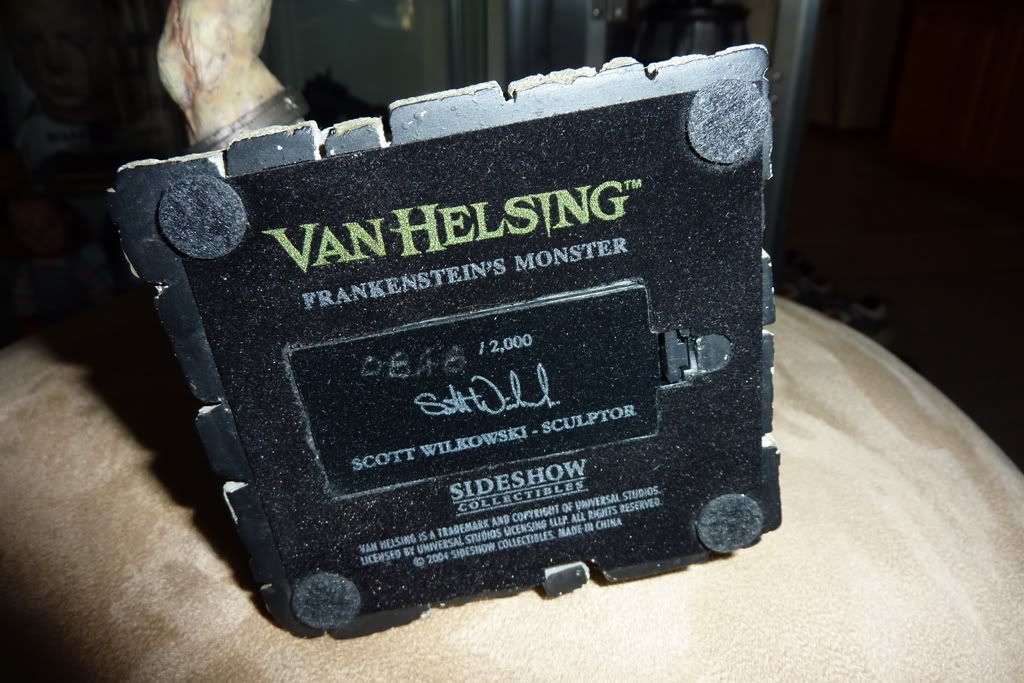 VAN HELSING™
FRANKENSTEIN'S MONSTER
/ 2,000
SCOTT WILKOWSKI - SCULPTOR
SIDESHOW
COLLECTIBLES
VAN HELSING IS A TRADEMARK AND COPYRIGHT OF UNIVERSAL STUDIOS.
LICENSED BY UNIVERSAL STUDIOS LICENSING LLLP. ALL RIGHTS RESERVED.
© 2004 SIDESHOW COLLECTIBLES. MADE IN CHINA